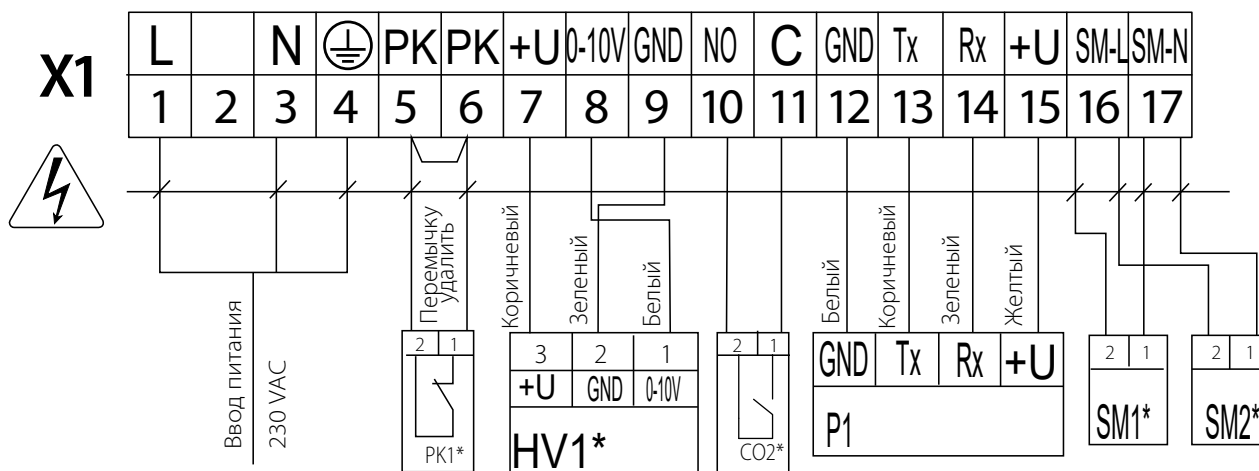 X1
L N PK PK +U 0-10V GND NO C GND Tx Rx +U SM-L SM-N
1 2 3 4 5 6 7 8 9 10 11 12 13 14 15 16 17
Ввод питания
230 VAC
Перемычку
удалить
Коричневый
Зеленый
Белый
Белый
Коричневый
Зеленый
Желтый
2 1
PK1*
3 2 1
+U GND 0-10V
HV1*
2 1
CO2*
GND Tx Rx +U
P1
2 1
SM1*
2 1
SM2*